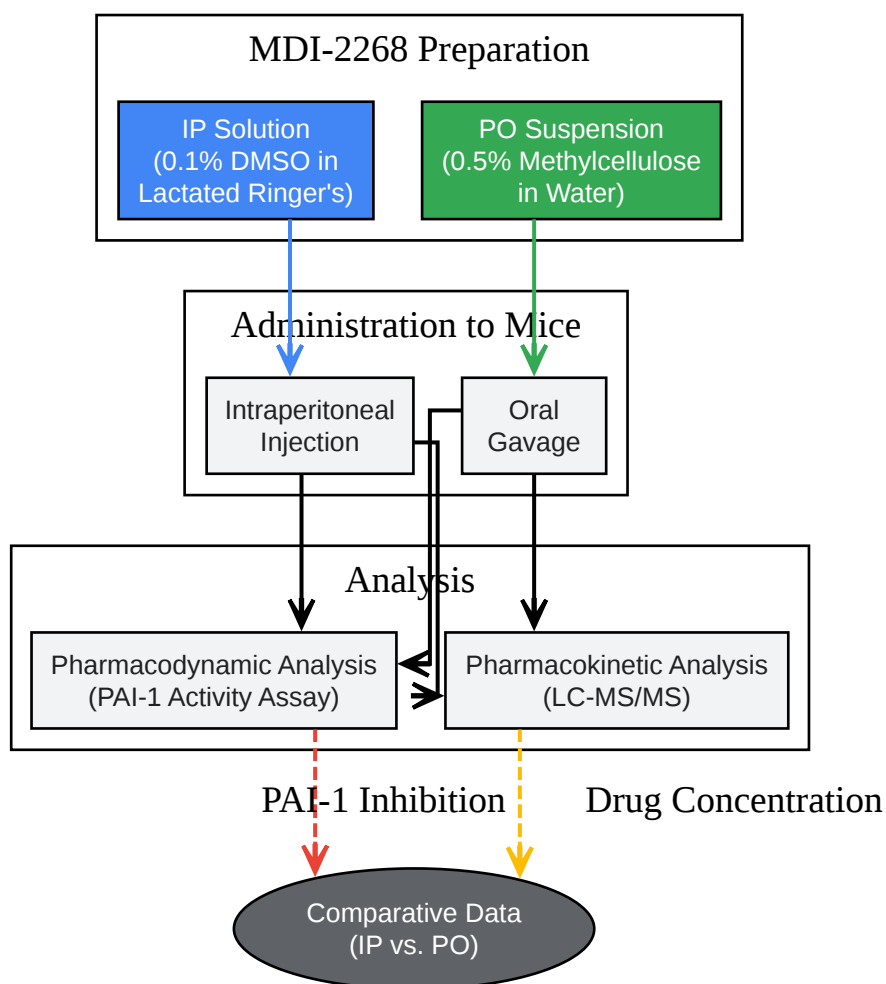 MDI-2268 Preparation
IP Solution
(0.1% DMSO in
Lactated Ringer's)
PO Suspension
(0.5% Methylcellulose
in Water)
Administration to Mice
Intraperitoneal
Injection
Oral
Gavage
Analysis
Pharmacodynamic Analysis
(PAI-1 Activity Assay)
Pharmacokinetic Analysis
(LC-MS/MS)
PAI-1 Inhibition
Drug Concentration
Comparative Data
(IP vs. PO)